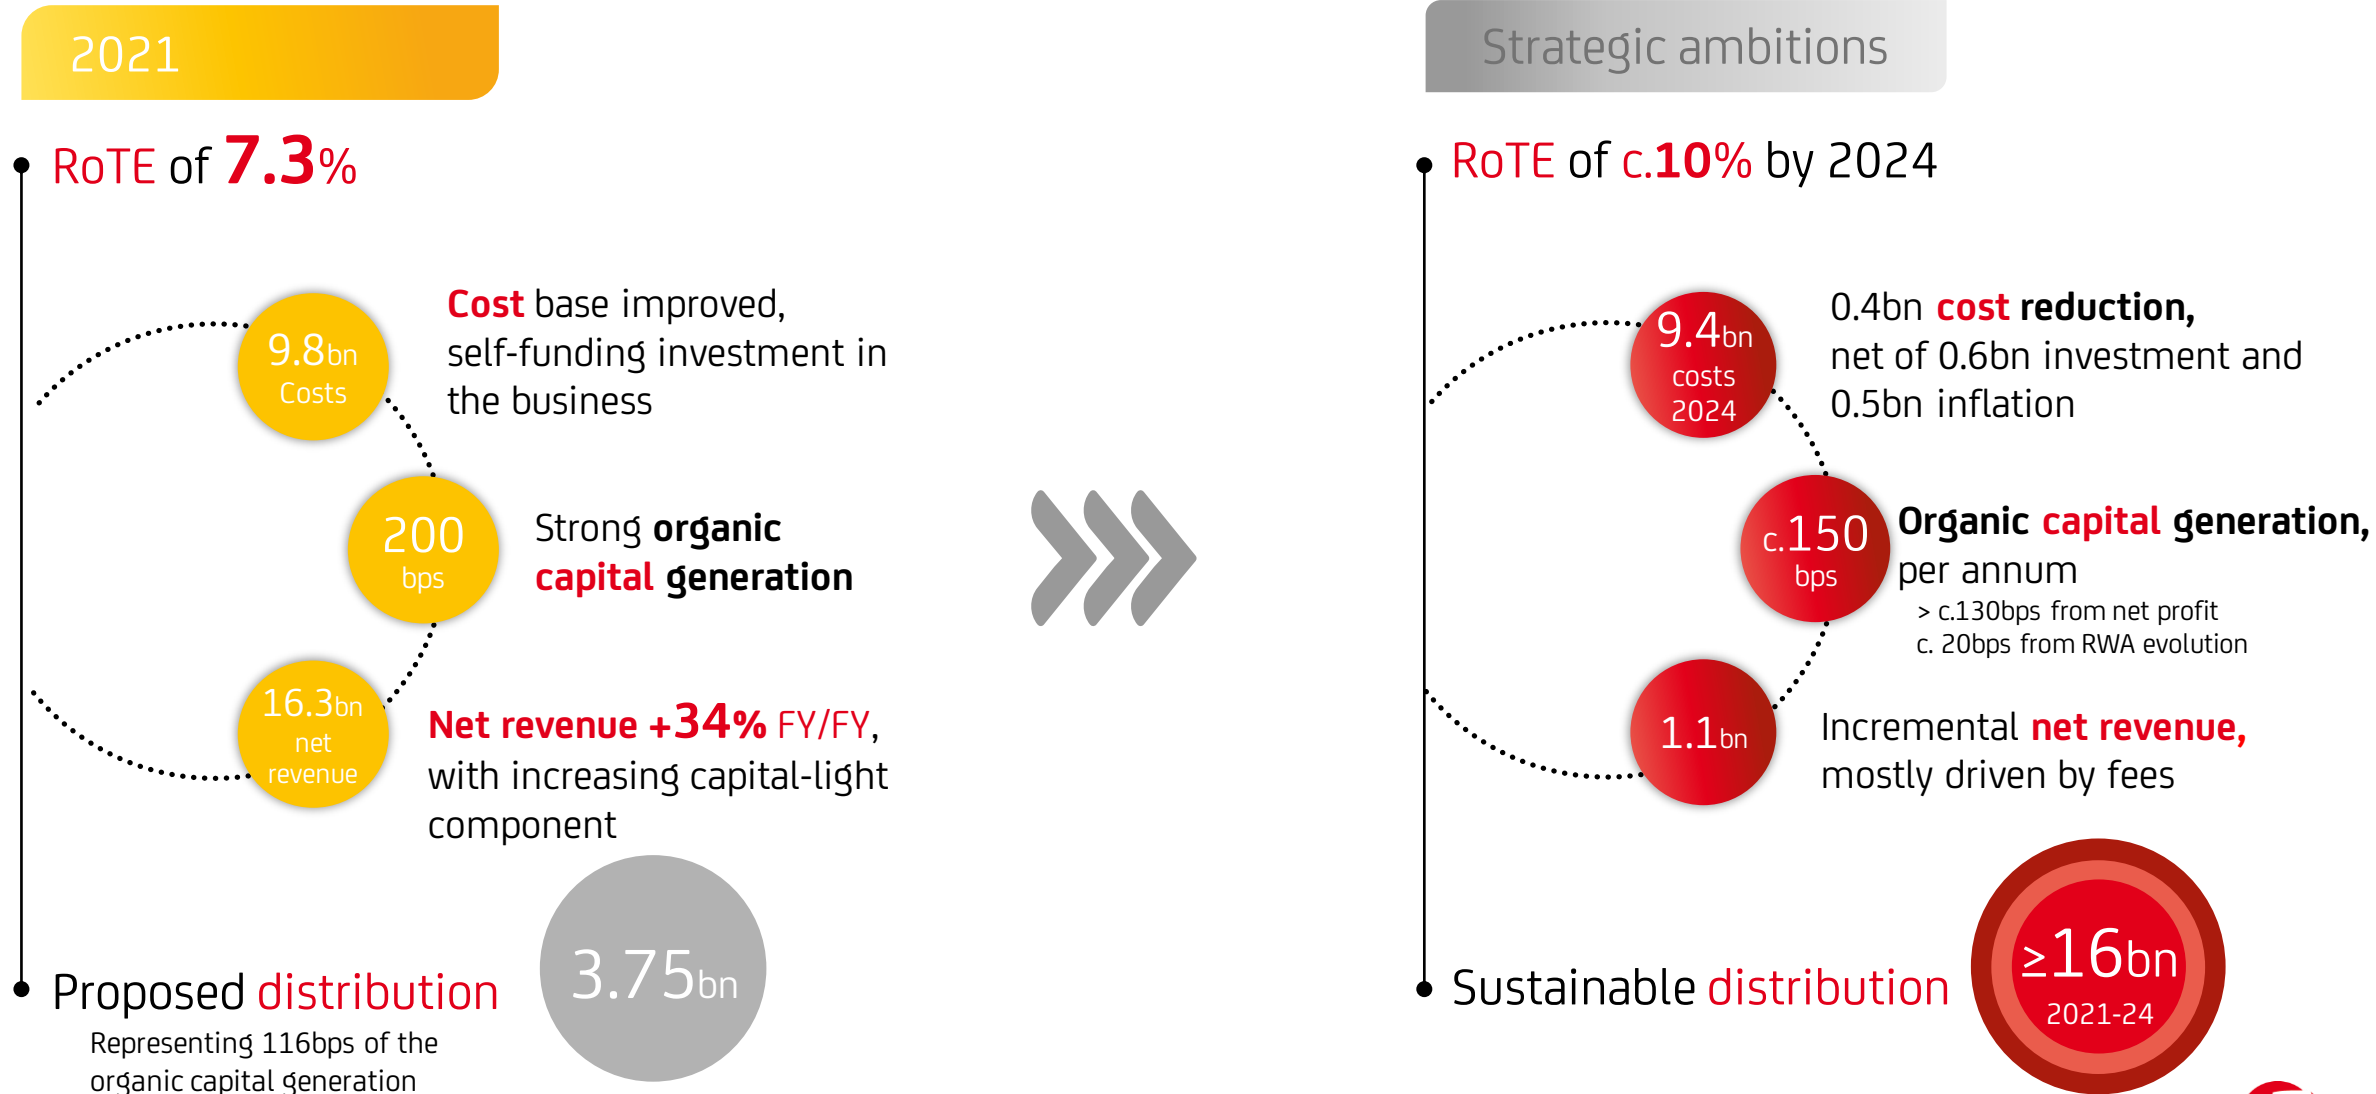 2021
RoTE of 7.3%
9.8bn
Costs
Cost base improved,
self-funding investment in
the business
200
bps
Strong organic
capital generation
16.3bn
net
revenue
Net revenue +34% FY/FY,
with increasing capital-light
component
Proposed distribution
3.75bn
Representing 116bps of the
organic capital generation
Strategic ambitions
RoTE of c.10% by 2024
9.4bn
costs
2024
0.4bn cost reduction,
net of 0.6bn investment and
0.5bn inflation
c.150
bps
Organic capital generation,
per annum
> c.130bps from net profit
c. 20bps from RWA evolution
1.1bn
Incremental net revenue,
mostly driven by fees
Sustainable distribution
≥16bn
2021-24